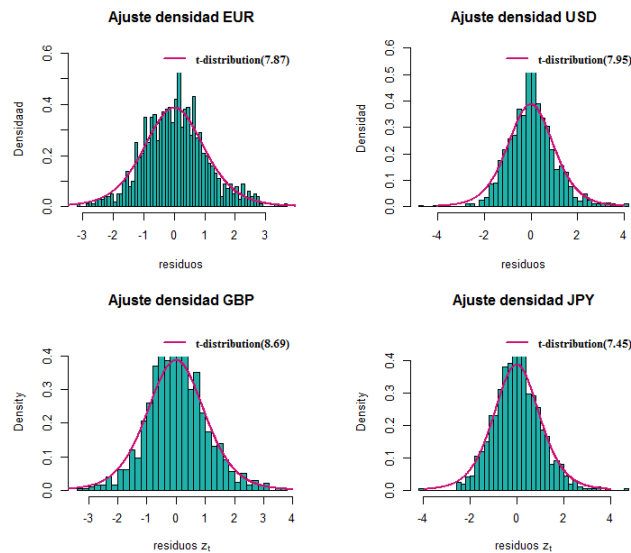 Ajuste densidad EUR
t-distribution(7.87)
Densidaad
0.0 0.2 0.4 0.6
-3 -2 -1 0 1 2 3
residuos
Ajuste densidad USD
t-distribution(7.95)
Densidad
0.0 0.1 0.2 0.3 0.4 0.5 0.6
-4 -2 0 2 4
residuos
Ajuste densidad GBP
t-distribution(8.69)
Density
0.0 0.1 0.2 0.3 0.4
-3 -2 -1 0 1 2 3 4
residuos zt
Ajuste densidad JPY
t-distribution(7.45)
Density
0.0 0.1 0.2 0.3 0.4
-4 -2 0 2 4
residuos zt